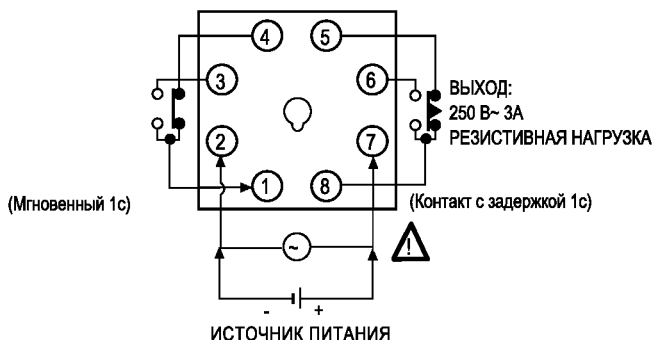 4 5
3 6
ВЫХОД:
250 В~ 3А
РЕЗИСТИВНАЯ НАГРУЗКА
2 7
1 8
(Мгновенный 1с)
(Контакт с задержкой 1с)
~
!
- +
ИСТОЧНИК ПИТАНИЯ